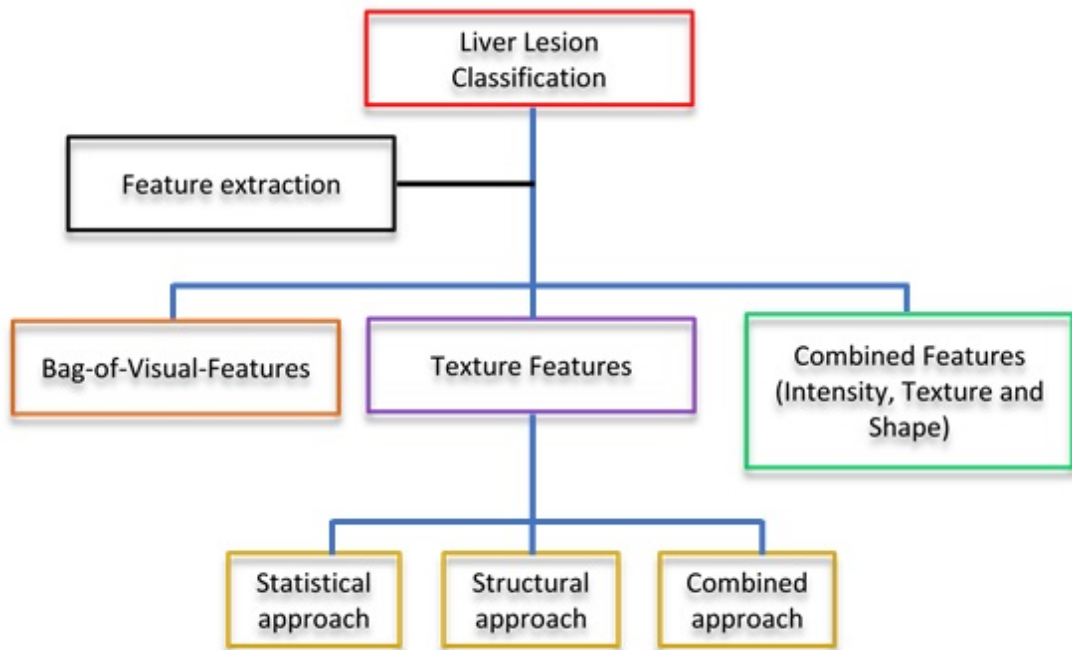 Liver Lesion
Classification
Feature extraction
Bag-of-Visual-Features
Texture Features
Combined Features
(Intensity, Texture and
Shape)
Statistical
approach
Structural
approach
Combined
approach